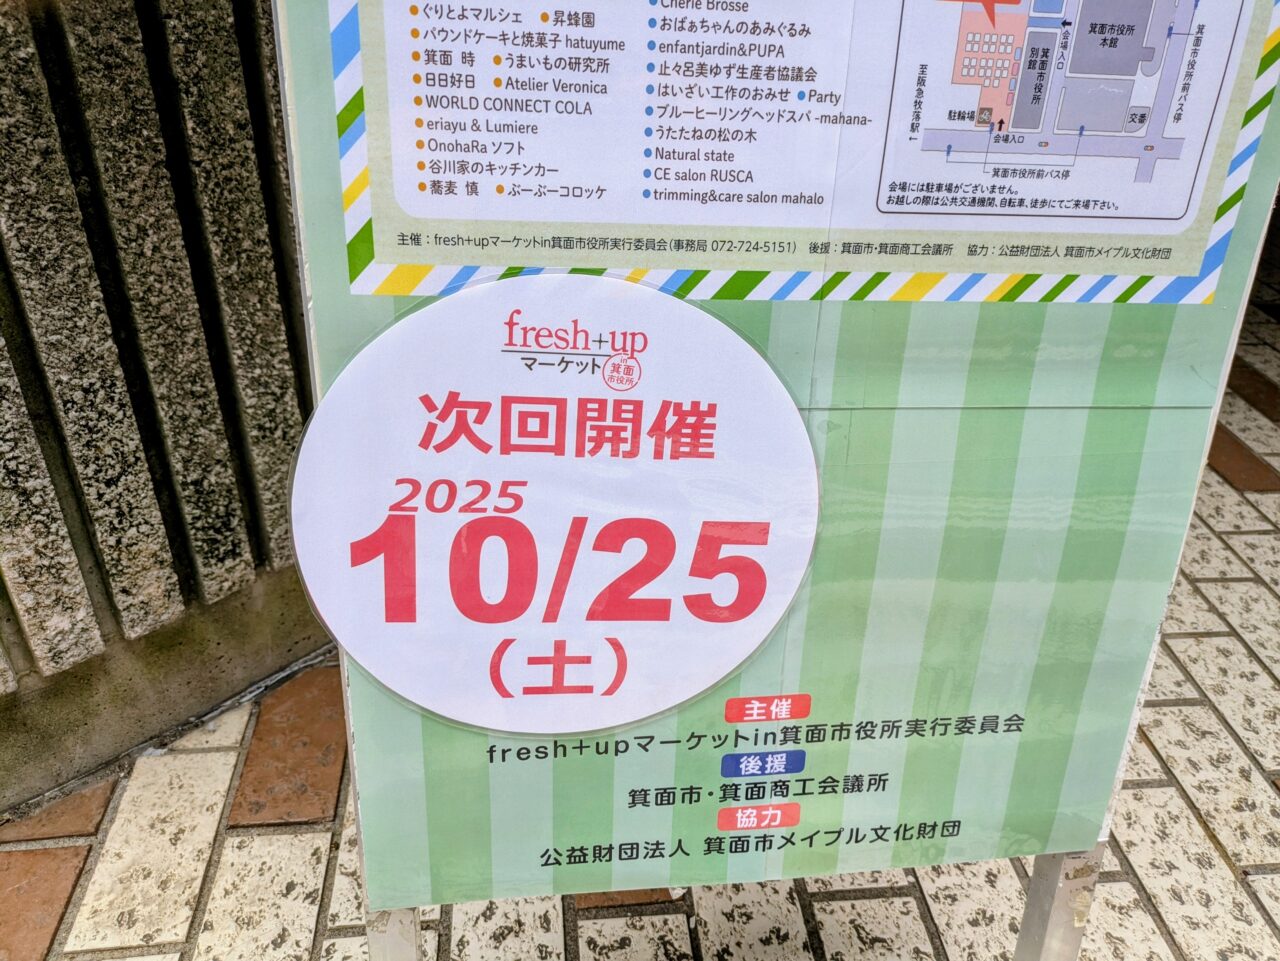 ぐりとよマルシェ ●昇蜂園
●パウンドケーキと焼菓子 hatuyume
●箕面 時 ●うまいもの研究所
●日日好日 ●Atelier Veronica
●WORLD CONNECT COLA
●eriayu & Lumiere
●OnohaRa ソフト
●谷川家のキッチンカー
●蕎麦 慎 ●ぶーぶーコロッケ
●Cherie Brosse
●おばぁちゃんのあみぐるみ
●enfantjardin&PUPA
●止々呂美ゆず生産者協議会
●はいざい工作のおみせ ●Party
●ブルーヒーリングヘッドスパ -mahana-
●うたたねの松の木
●Natural state
●CE salon RUSCA
●trimming&care salon mahalo
会場入口
箕面市役所
本館
箕面市役所
別館
箕面市役所前バス停
至阪急牧落駅←
駐輪場
会場入口
交番
箕面市役所前バス停
会場には駐車場がございません。
お越しの際は公共交通機関、自転車、徒歩にてご来場下さい。
主催：fresh+upマーケットin箕面市役所実行委員会(事務局 072-724-5151) 後援：箕面市・箕面商工会議所 協力：公益財団法人 箕面市メイプル文化財団
fresh+up
マーケット in 箕面市役所
次回開催
2025
10/25
(土)
主催
fresh+upマーケットin箕面市役所実行委員会
後援
箕面市・箕面商工会議所
協力
公益財団法人 箕面市メイプル文化財団